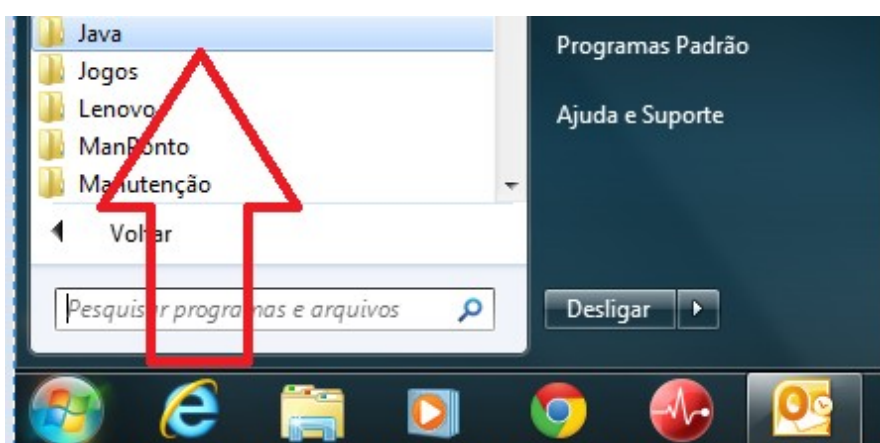 Java
Jogos
Lenovo
ManPonto
Manutenção
Voltar
Pesquisar programas e arquivos
Programas Padrão
Ajuda e Suporte
Desligar